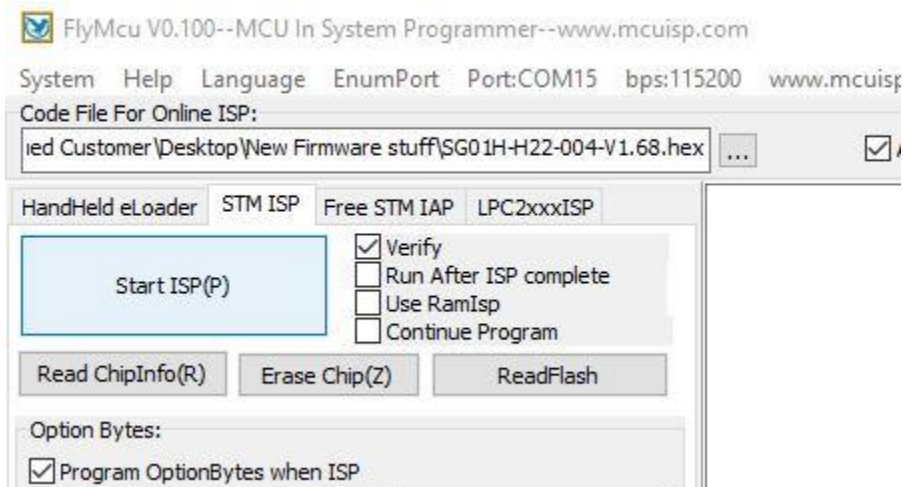 FlyMcu V0.100--MCU In System Programmer--www.mcuisp.com
System Help Language EnumPort Port:COM15 bps:115200 www.mcuisp
Code File For Online ISP:
ed Customer\Desktop\New Firmware stuff\SG01H-H22-004-V1.68.hex ...
HandHeld eLoader STM ISP Free STM IAP LPC2xxxISP
Start ISP(P)
Verify
Run After ISP complete
Use RamIsp
Continue Program
Read ChipInfo(R) Erase Chip(Z) ReadFlash
Option Bytes:
Program OptionBytes when ISP